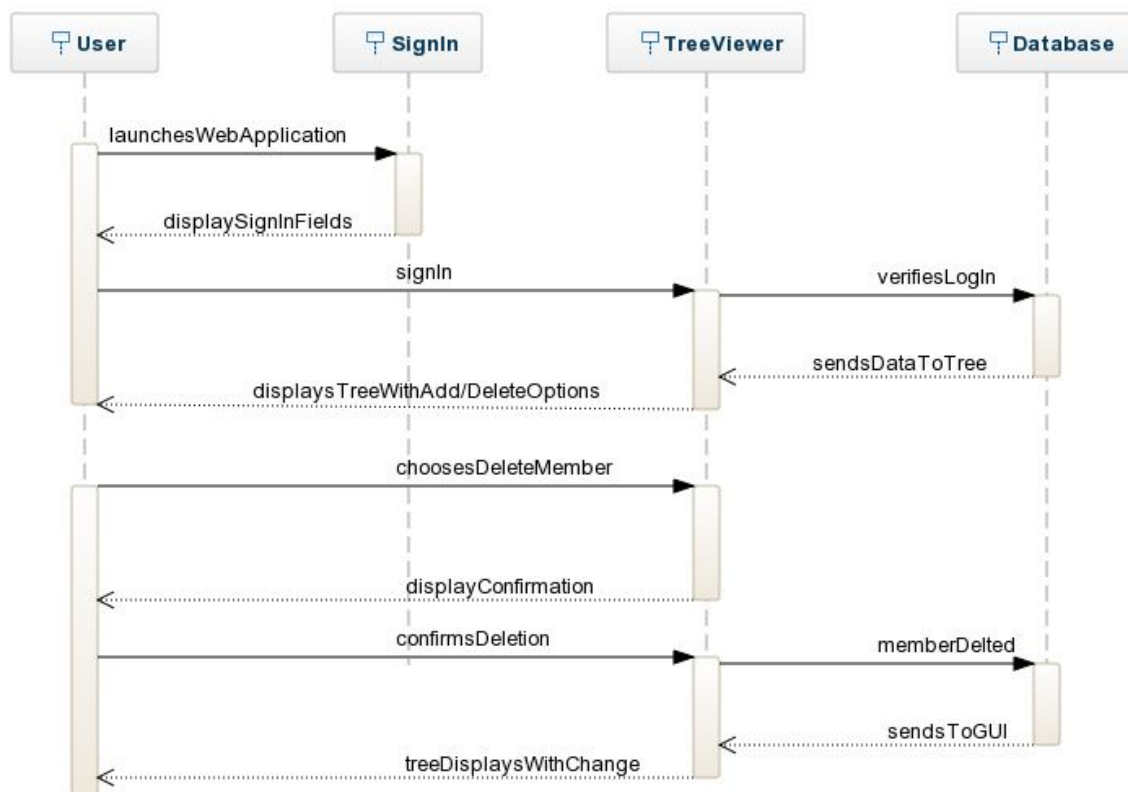 User
SignIn
TreeViewer
Database
launchesWebApplication
displaySignInFields
signIn
verifiesLogIn
sendsDataToTree
displaysTreeWithAdd/DeleteOptions
choosesDeleteMember
displayConfirmation
confirmsDeletion
memberDelted
sendsToGUI
treeDisplaysWithChange